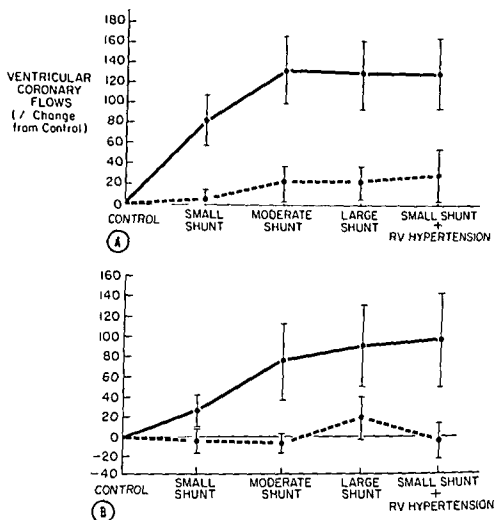 VENTRICULAR
CORONARY
FLOWS
(/ Change
from Control)
160
140
120
100
80
60
40
20
0
CONTROL
SMALL
SHUNT
MODERATE
SHUNT
LARGE
SHUNT
SMALL SHUNT
+
RV HYPERTENSION
A
160
140
120
100
80
60
40
20
0
-20
-40
CONTROL
SMALL
SHUNT
MODERATE
SHUNT
LARGE
SHUNT
SMALL SHUNT
+
RV HYPERTENSION
B